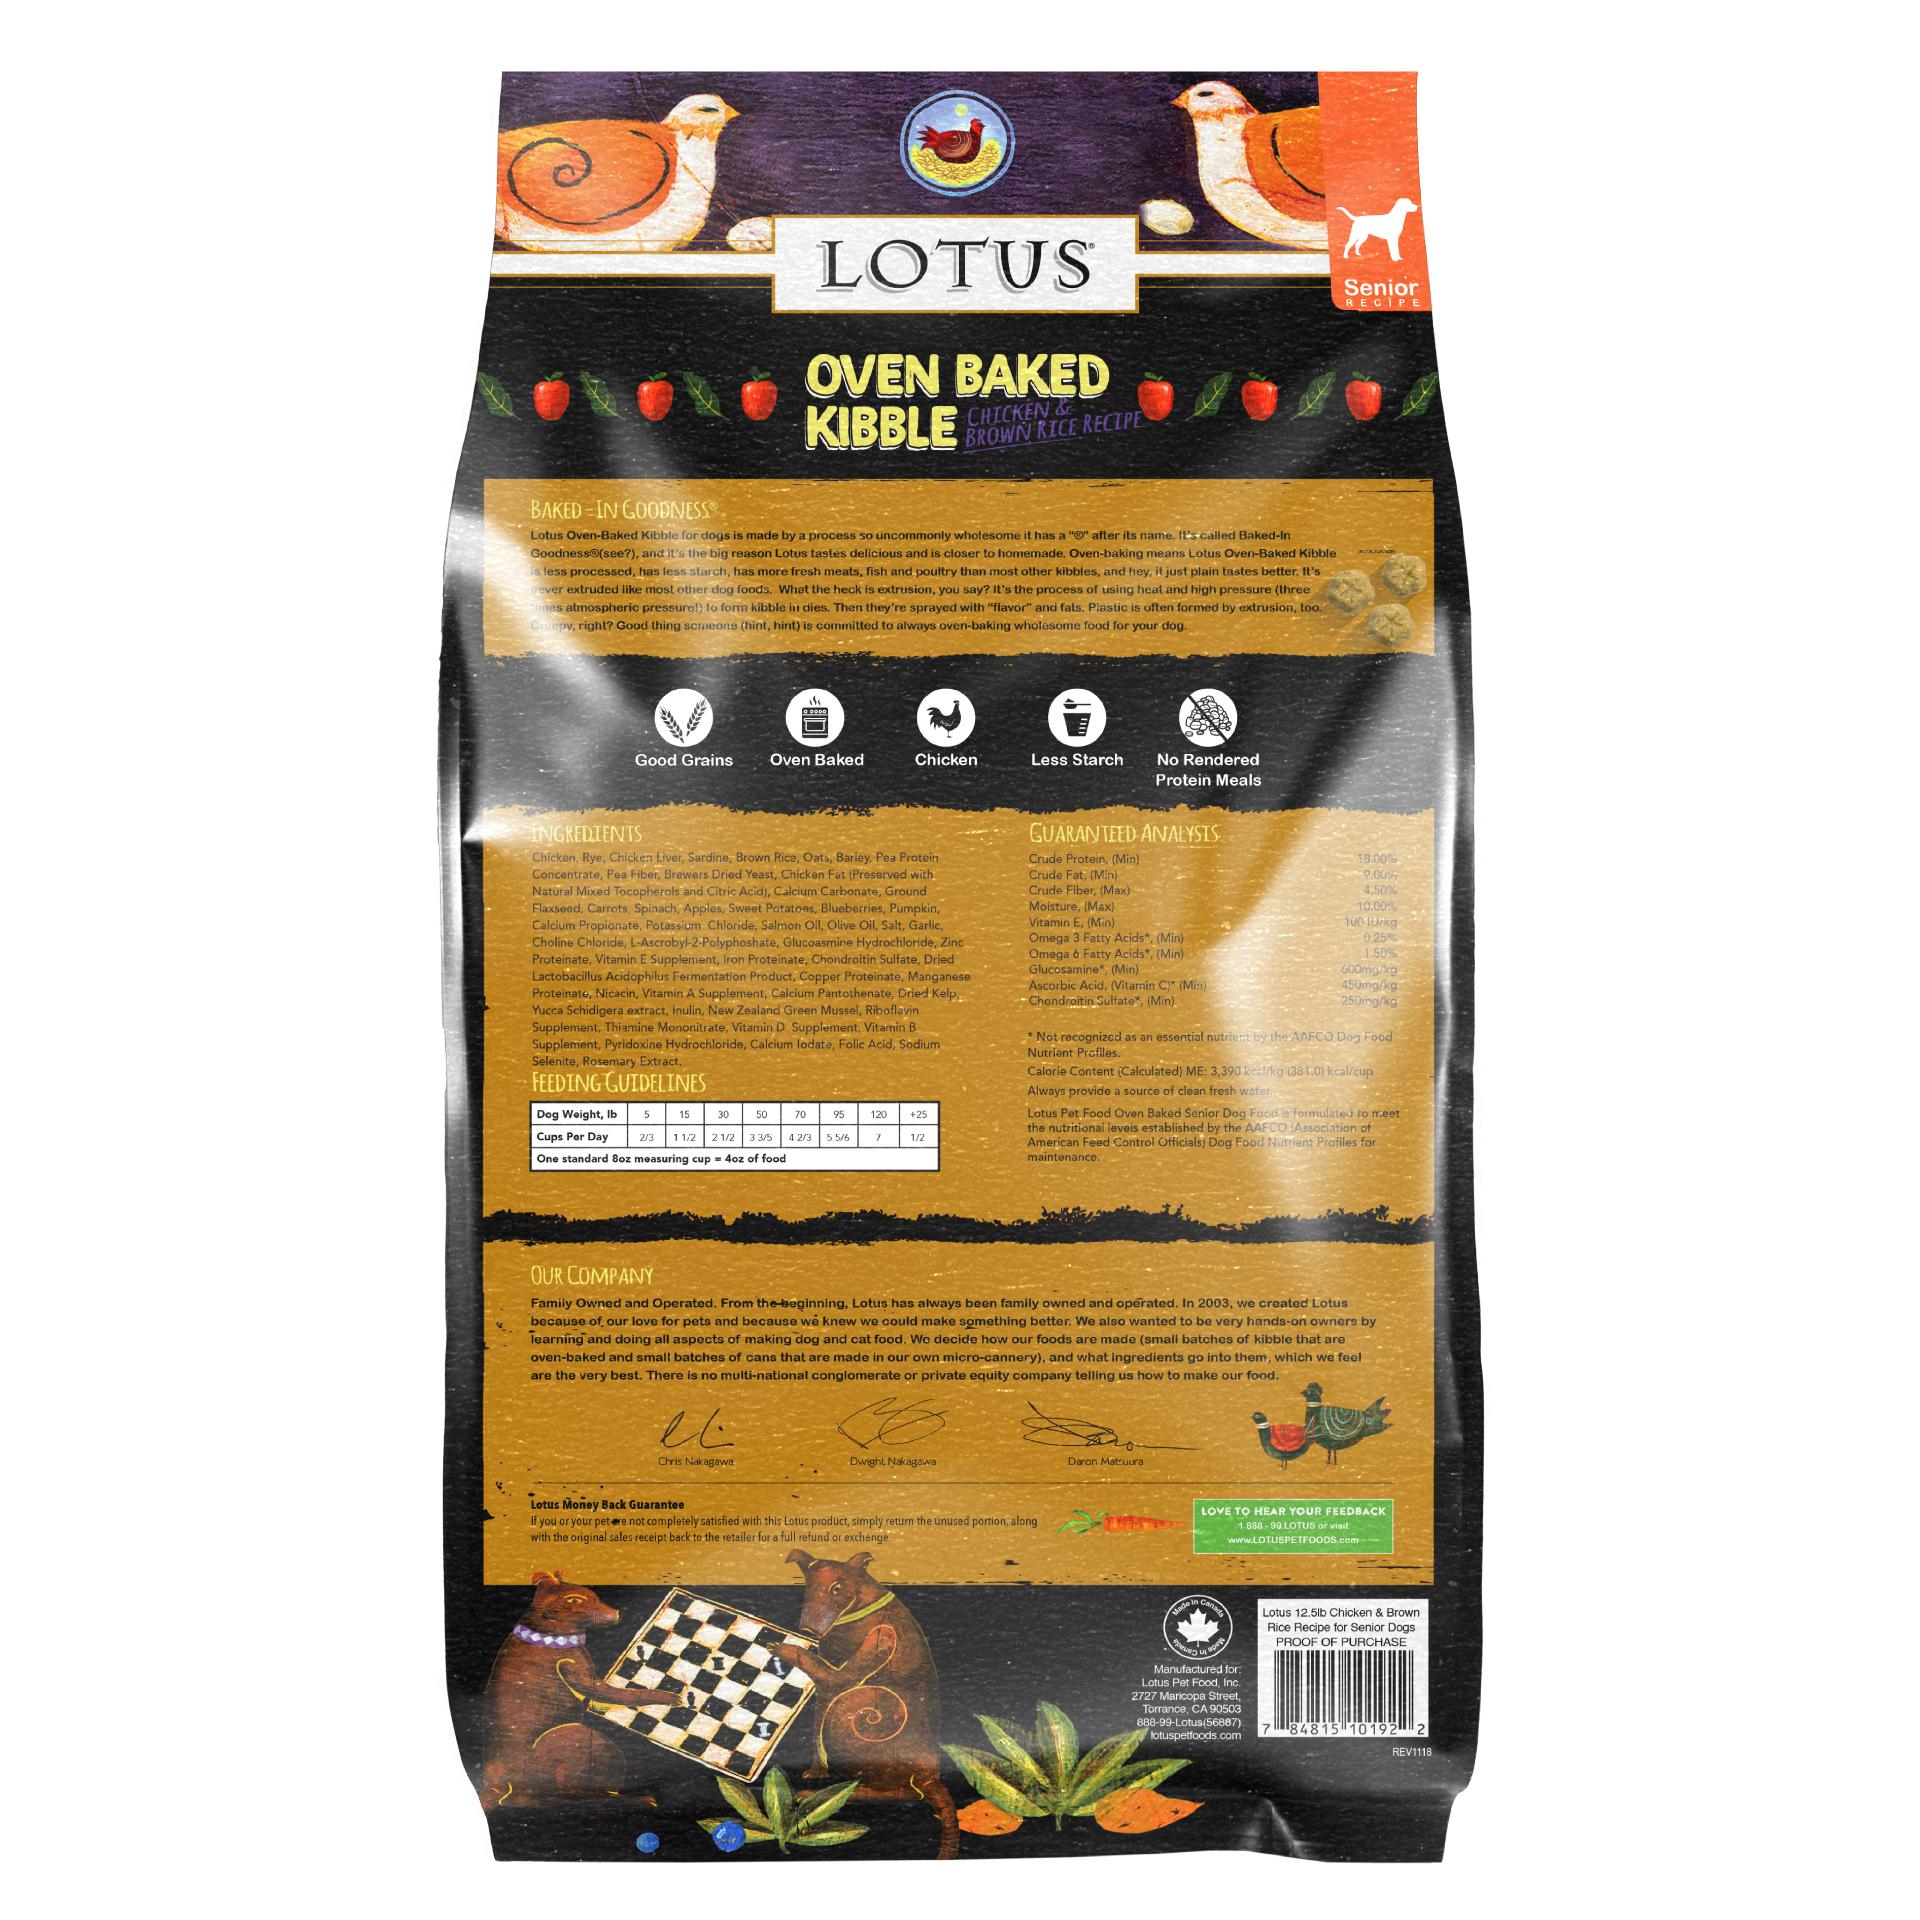 LOTUS®
Senior
RECIPE
OVEN BAKED
KIBBLE CHICKEN &
BROWN RICE RECIPE
BAKED-IN GOODNESS®
Lotus Oven-Baked Kibble for dogs is made by a process so uncommonly wholesome it has a “®” after its name. It's called Baked-In
Goodness®(see?), and it's the big reason Lotus tastes delicious and is closer to homemade. Oven-baking means Lotus Oven-Baked Kibble
is less processed, has less starch, has more fresh meats, fish and poultry than most other kibbles, and hey, it just plain tastes better. It's
never extruded like most other dog foods. What the heck is extrusion, you say? It's the process of using heat and high pressure (three
times atmospheric pressure!) to form kibble in dies. Then they're sprayed with “flavor” and fats. Plastic is often formed by extrusion, too.
Creepy, right? Good thing someone (hint, hint) is committed to always oven-baking wholesome food for your dog.
Good Grains
Oven Baked
Chicken
Less Starch
No Rendered
Protein Meals
INGREDIENTS
Chicken, Rye, Chicken Liver, Sardine, Brown Rice, Oats, Barley, Pea Protein
Concentrate, Pea Fiber, Brewers Dried Yeast, Chicken Fat (Preserved with
Natural Mixed Tocopherols and Citric Acid), Calcium Carbonate, Ground
Flaxseed, Carrots, Spinach, Apples, Sweet Potatoes, Blueberries, Pumpkin,
Calcium Propionate, Potassium Chloride, Salmon Oil, Olive Oil, Salt, Garlic,
Choline Chloride, L-Ascrobyl-2-Polyphoshate, Glucoasmine Hydrochloride, Zinc
Proteinate, Vitamin E Supplement, Iron Proteinate, Chondroitin Sulfate, Dried
Lactobacillus Acidophilus Fermentation Product, Copper Proteinate, Manganese
Proteinate, Nicacin, Vitamin A Supplement, Calcium Pantothenate, Dried Kelp,
Yucca Schidigera extract, Inulin, New Zealand Green Mussel, Riboflavin
Supplement, Thiamine Mononitrate, Vitamin D Supplement, Vitamin B
Supplement, Pyridoxine Hydrochloride, Calcium Iodate, Folic Acid, Sodium
Selenite, Rosemary Extract.
FEEDING GUIDELINES
Dog Weight, lb 5 15 30 50 70 95 120 +25
Cups Per Day 2/3 1 1/2 2 1/2 3 3/5 4 2/3 5 5/6 7 1/2
One standard 8oz measuring cup = 4oz of food
GUARANTEED ANALYSIS
Crude Protein, (Min) 18.00%
Crude Fat, (Min) 9.00%
Crude Fiber, (Max) 4.50%
Moisture, (Max) 10.00%
Vitamin E, (Min) 100 IU/kg
Omega 3 Fatty Acids*, (Min) 0.25%
Omega 6 Fatty Acids*, (Min) 1.50%
Glucosamine*, (Min) 600mg/kg
Ascorbic Acid, (Vitamin C)* (Min) 450mg/kg
Chondroitin Sulfate*, (Min) 250mg/kg
* Not recognized as an essential nutrient by the AAFCO Dog Food
Nutrient Profiles.
Calorie Content (Calculated) ME: 3,390 kcal/kg (381.0) kcal/cup
Always provide a source of clean fresh water.
Lotus Pet Food Oven Baked Senior Dog Food is formulated to meet
the nutritional levels established by the AAFCO (Association of
American Feed Control Officials) Dog Food Nutrient Profiles for
maintenance.
OUR COMPANY
Family Owned and Operated. From the beginning, Lotus has always been family owned and operated. In 2003, we created Lotus
because of our love for pets and because we knew we could make something better. We also wanted to be very hands-on owners by
learning and doing all aspects of making dog and cat food. We decide how our foods are made (small batches of kibble that are
oven-baked and small batches of cans that are made in our own micro-cannery), and what ingredients go into them, which we feel
are the very best. There is no multi-national conglomerate or private equity company telling us how to make our food.
Chris Nakagawa
Dwight Nakagawa
Daron Matsuura
Lotus Money Back Guarantee
If you or your pet are not completely satisfied with this Lotus product, simply return the unused portion, along
with the original sales receipt back to the retailer for a full refund or exchange.
LOVE TO HEAR YOUR FEEDBACK
1 888 - 99 LOTUS or visit
www.LOTUSPETFOODS.com
Made In Canada
Made In Canada
Manufactured for:
Lotus Pet Food, Inc.
2727 Maricopa Street,
Torrance, CA 90503
888-99-Lotus(56887)
lotuspetfoods.com
Lotus 12.5lb Chicken & Brown
Rice Recipe for Senior Dogs
PROOF OF PURCHASE
7 84815 10192 2
REV1118